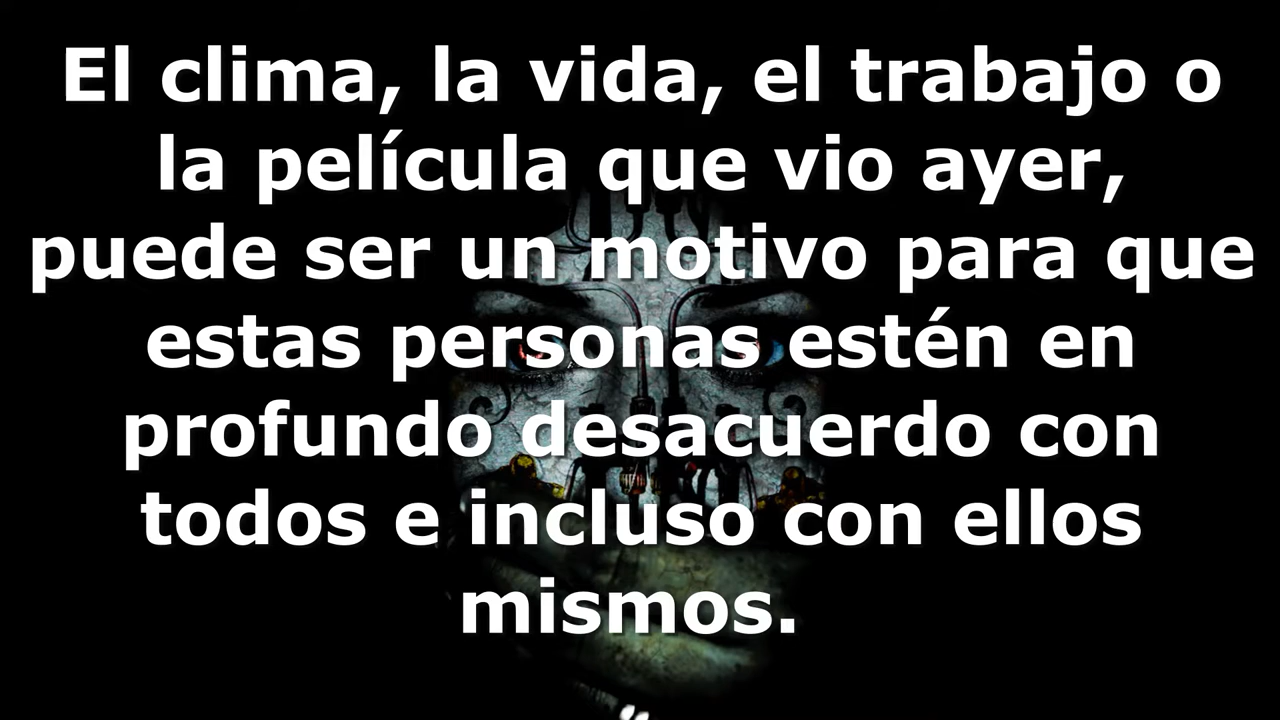 El clima, la vida, el trabajo o
la película que vio ayer,
puede ser un motivo para que
estas personas estén en
profundo desacuerdo con
todos e incluso con ellos
mismos.